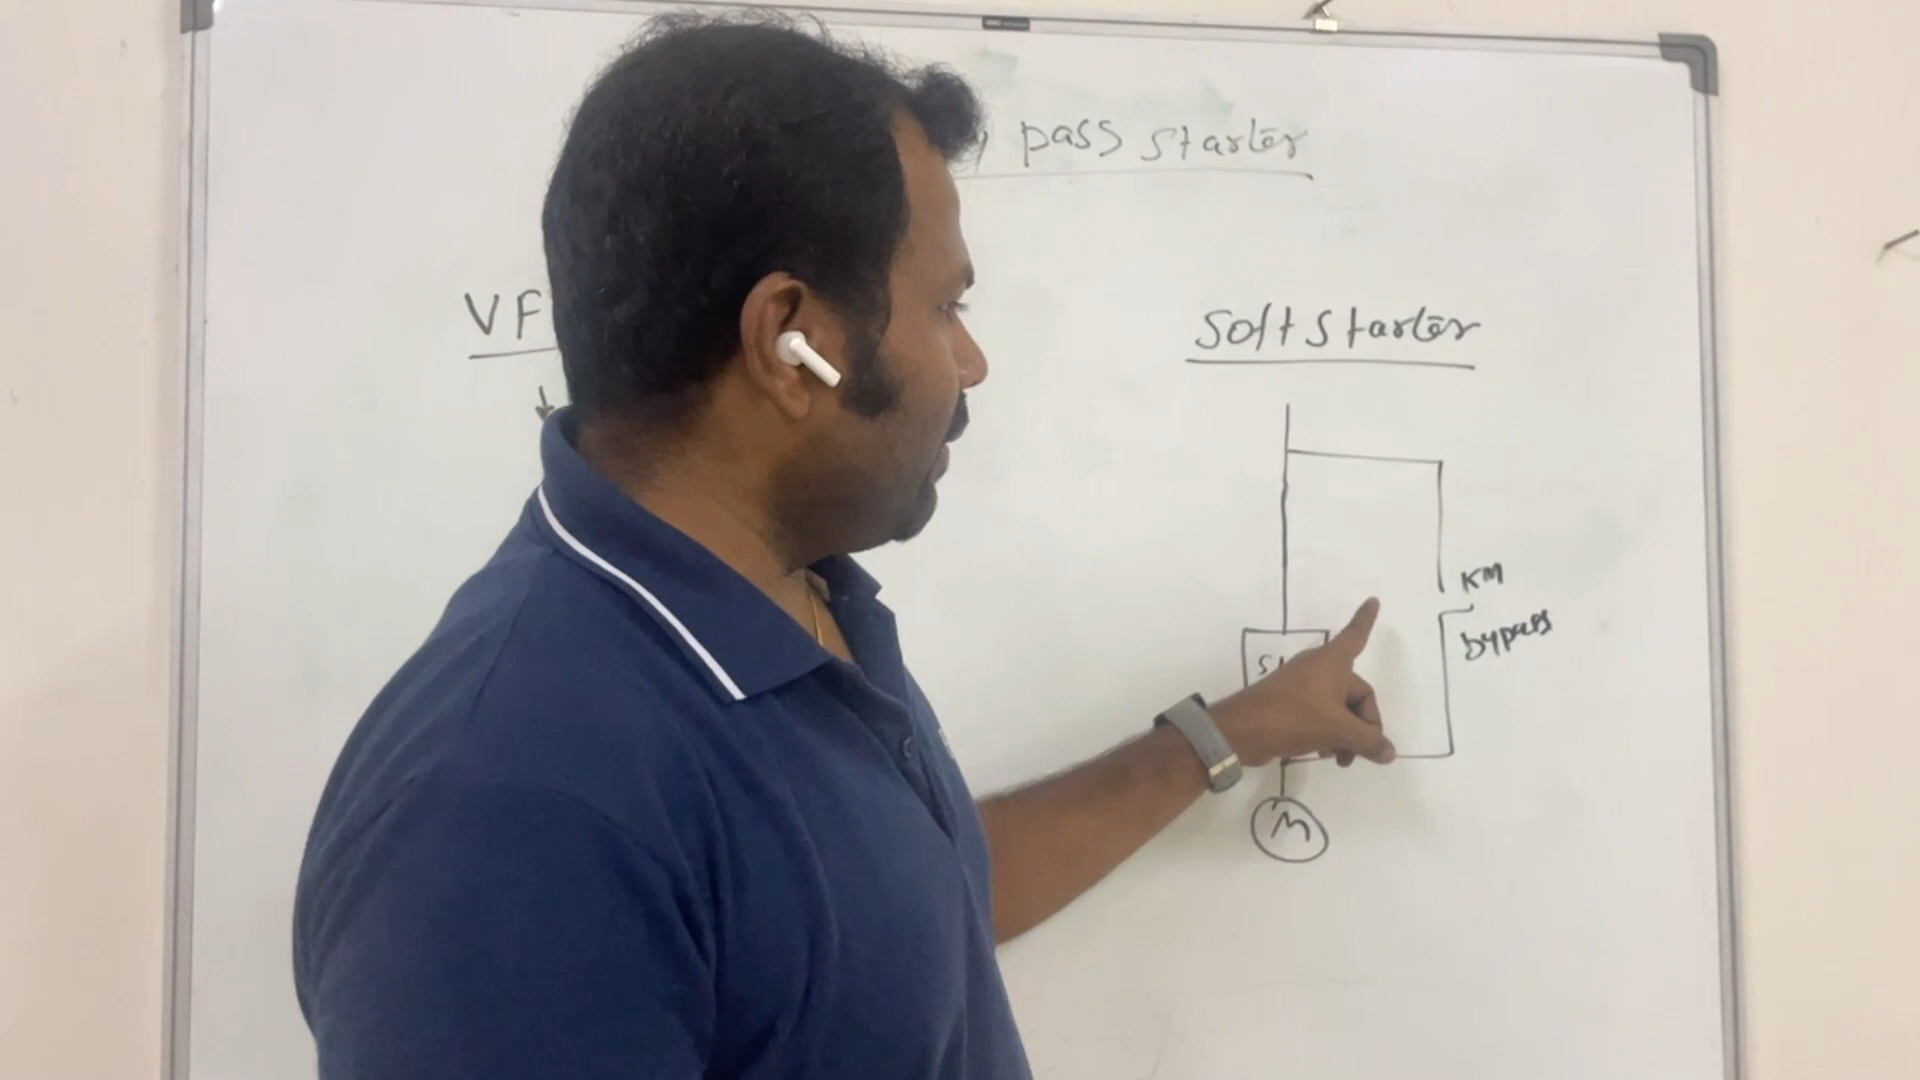 pass starter
VF
Soft Starter
KM
bypass
M